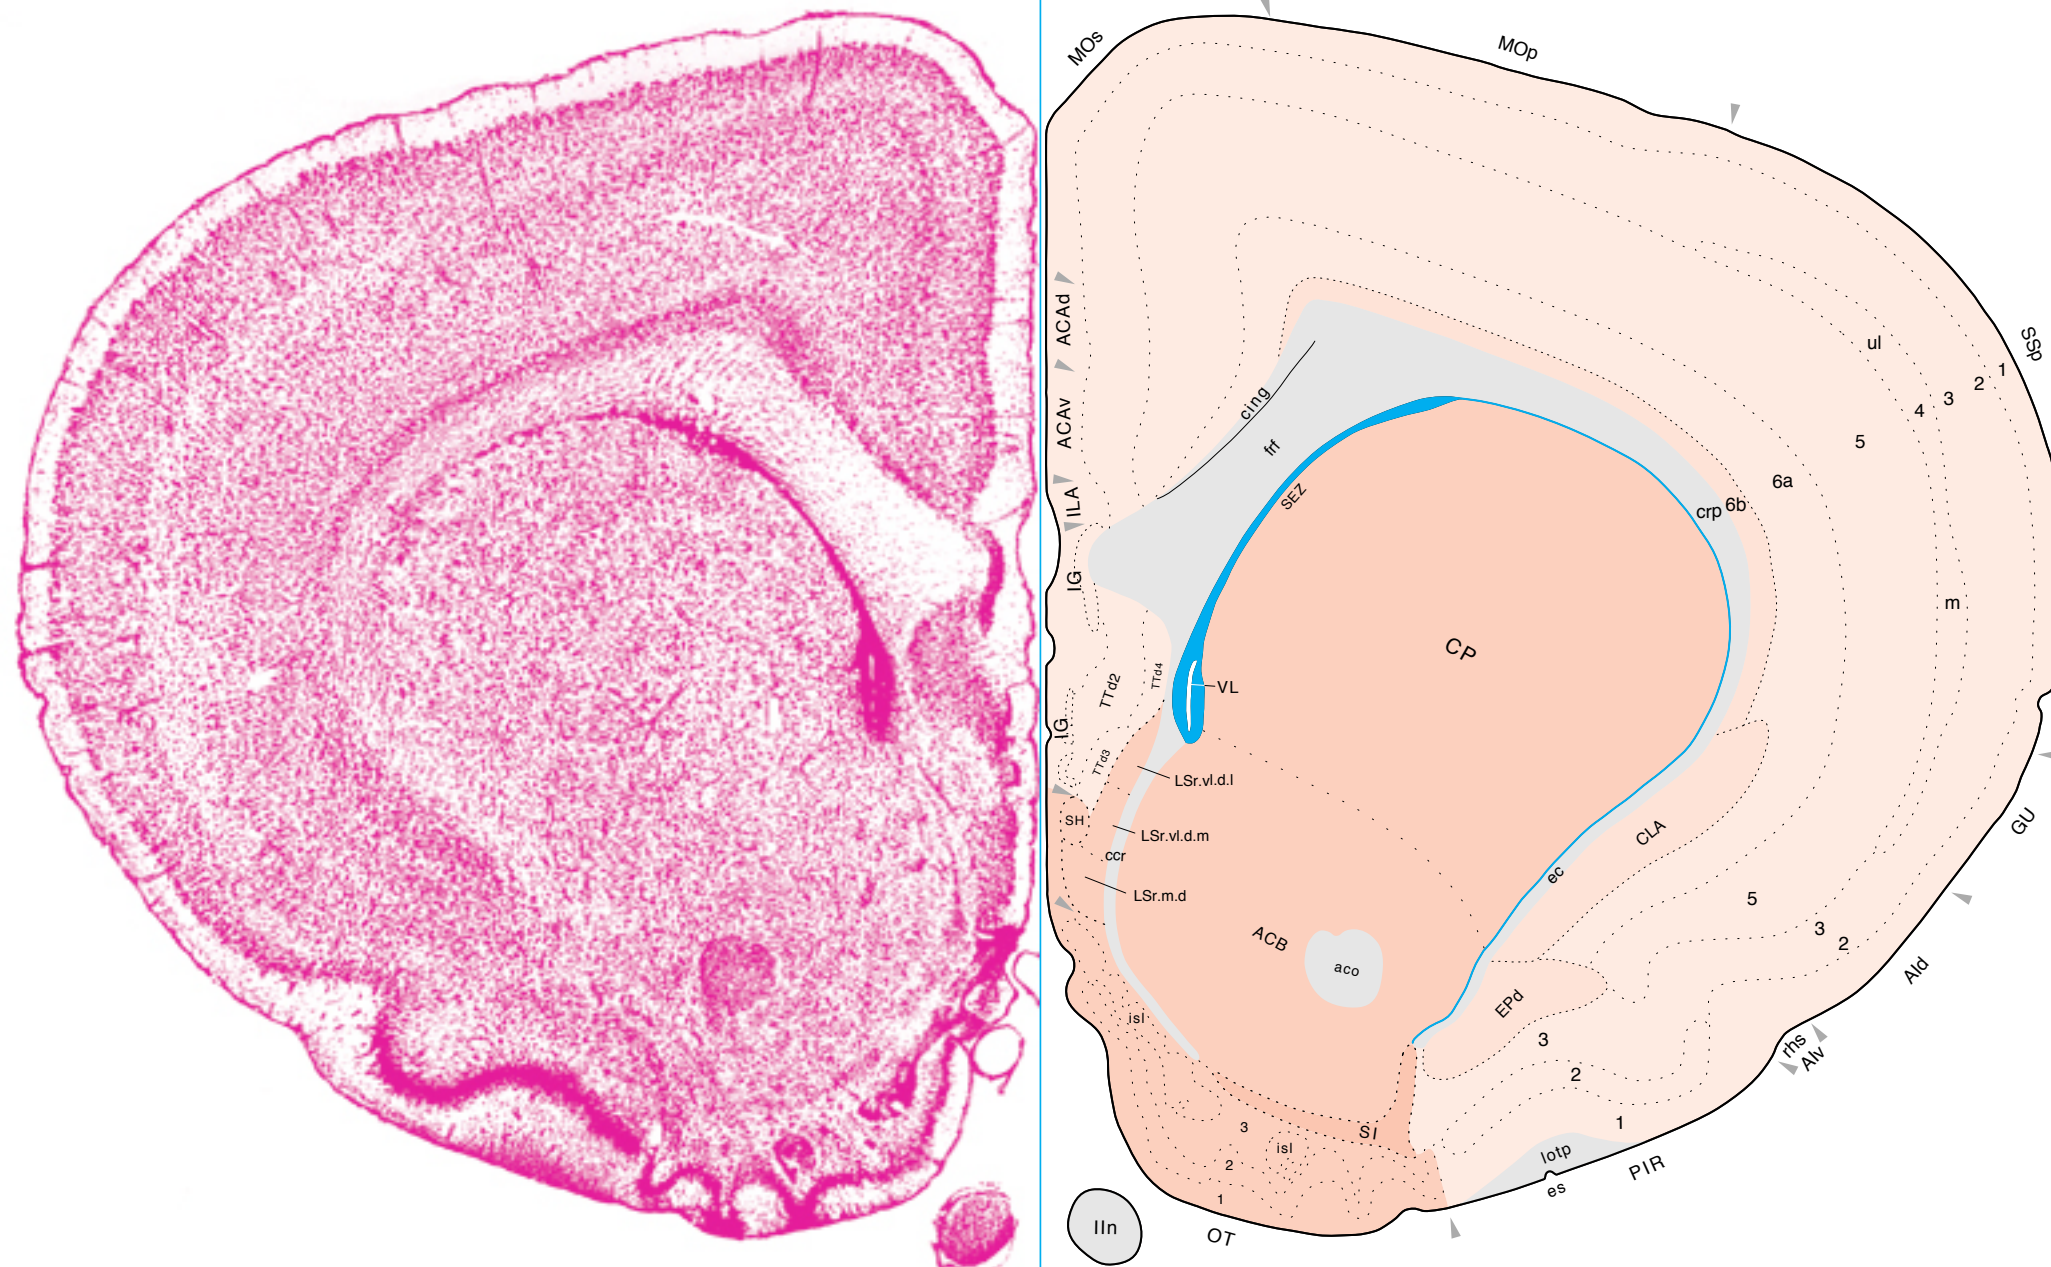 MOs
MOp
ACAd
ACAv
ILA
IG
IG
cing
frf
SEZ
VL
CP
crp
6b
6a
5
4
3
2
1
ul
SSp
m
TTd2
TTd4
TTd3
LSr.vl.d.l
SH
LSr.vl.d.m
ccr
LSr.m.d
ACB
aco
ec
CLA
GU
5
3
2
AId
EPd
isl
3
2
1
rhs
AIv
SI
3
isl
2
1
lotp
es
PIR
OT
IIn